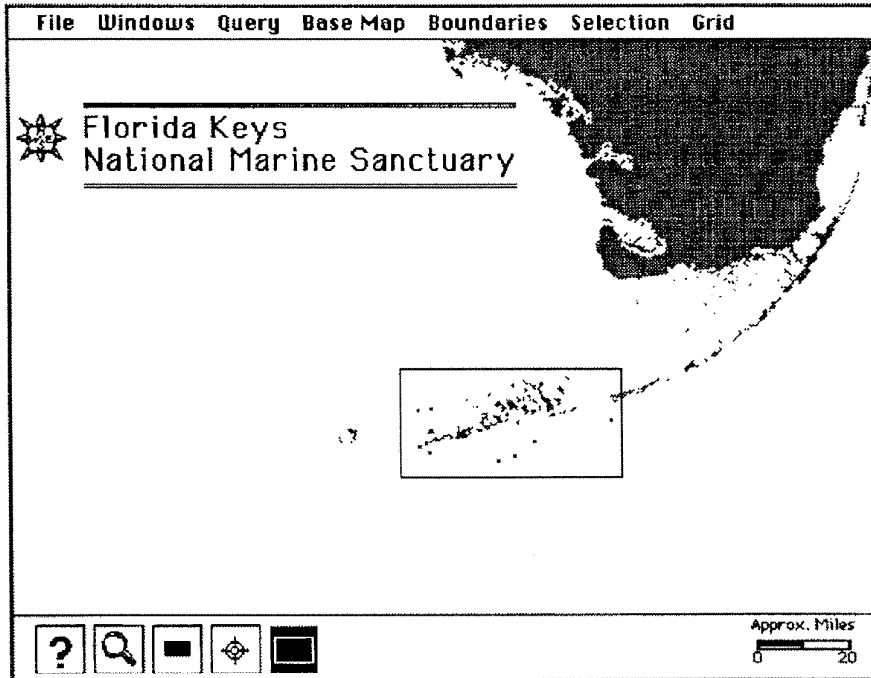 File Windows Query Base Map Boundaries Selection Grid
Florida Keys
National Marine Sanctuary
?
Approx. Miles
0 20